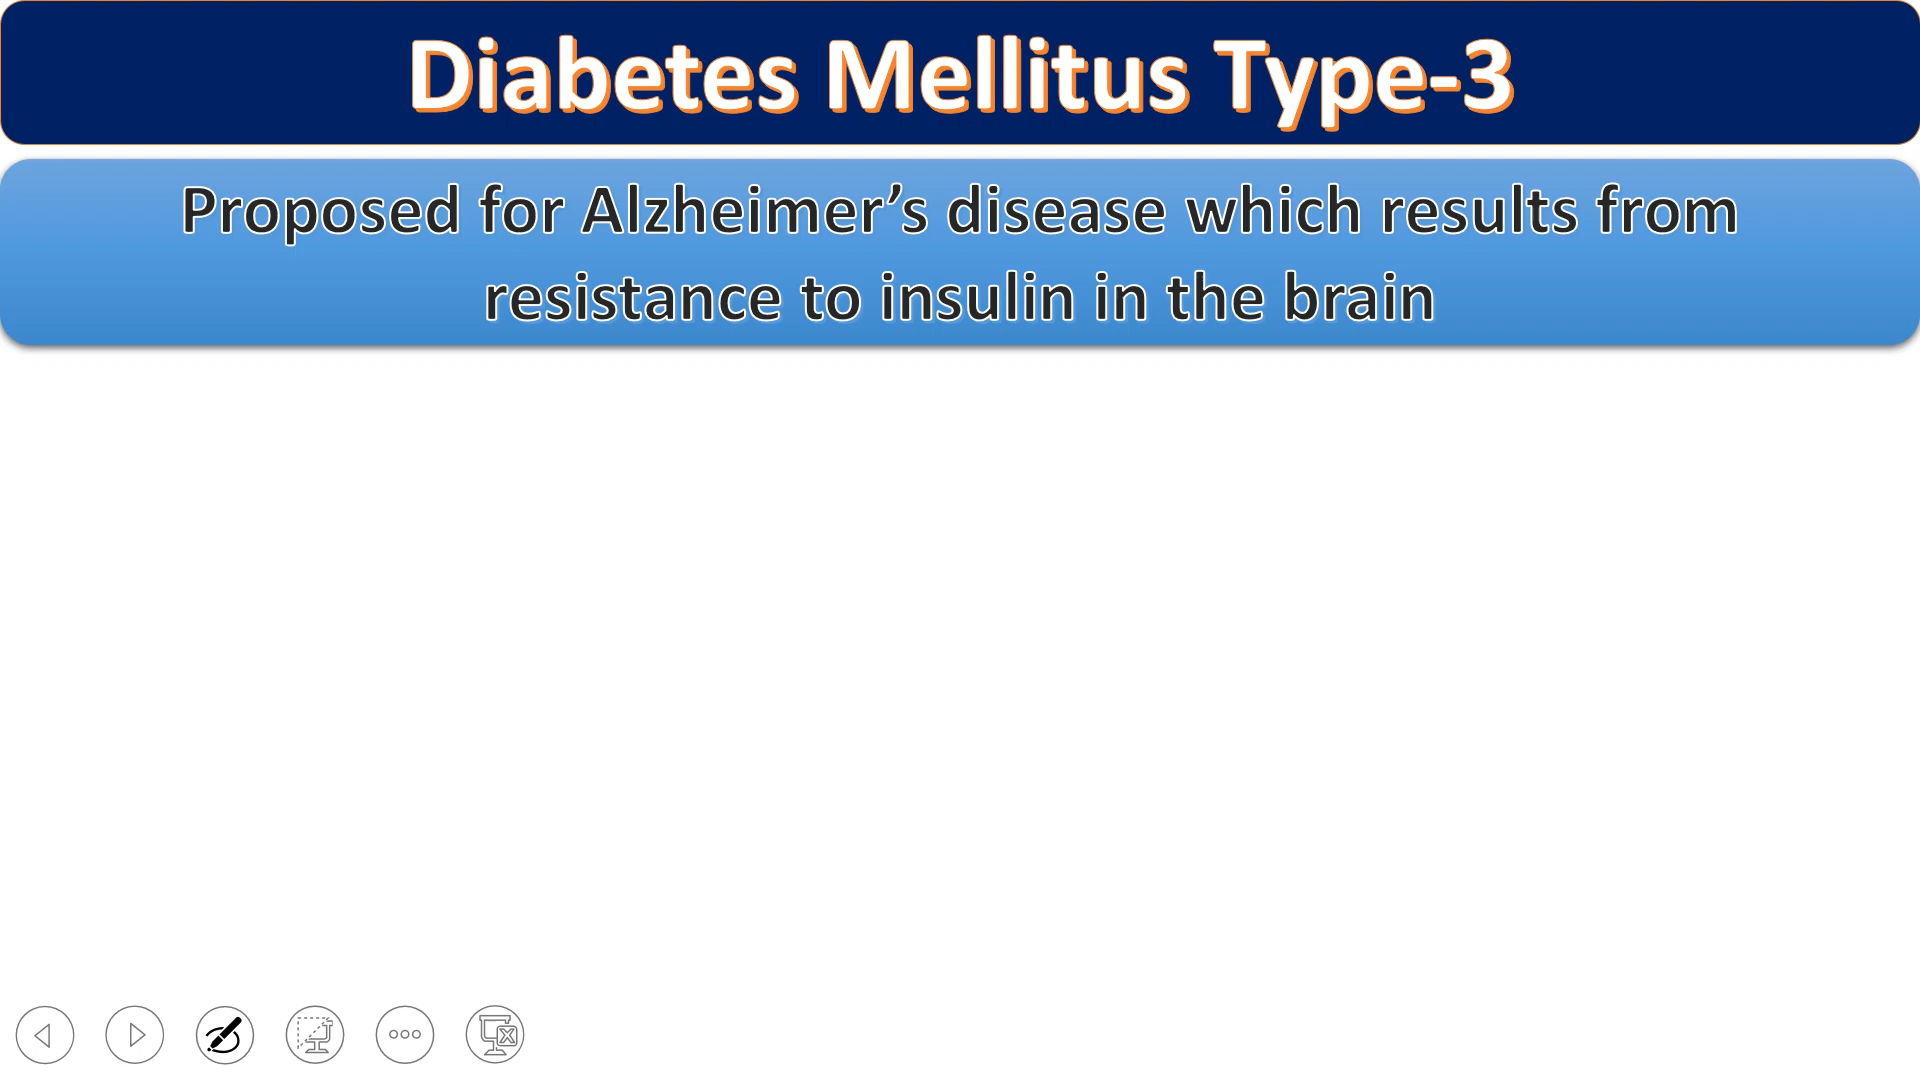 Diabetes Mellitus Type-3
Proposed for Alzheimer’s disease which results from
resistance to insulin in the brain